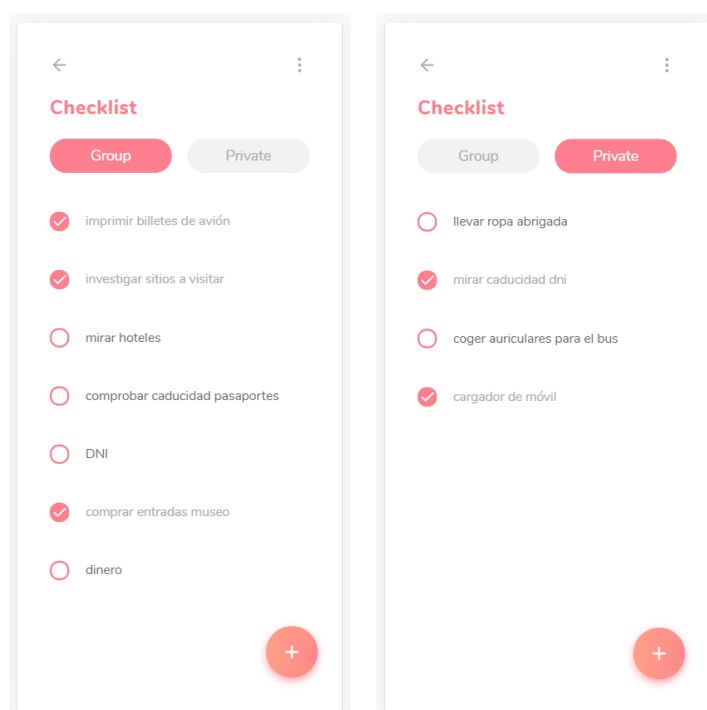 Checklist
Group
Private
imprimir billetes de avión
investigar sitios a visitar
mirar hoteles
comprobar caducidad pasaportes
DNI
comprar entradas museo
dinero
Checklist
Group
Private
llevar ropa abrigada
mirar caducidad dni
coger auriculares para el bus
cargador de móvil